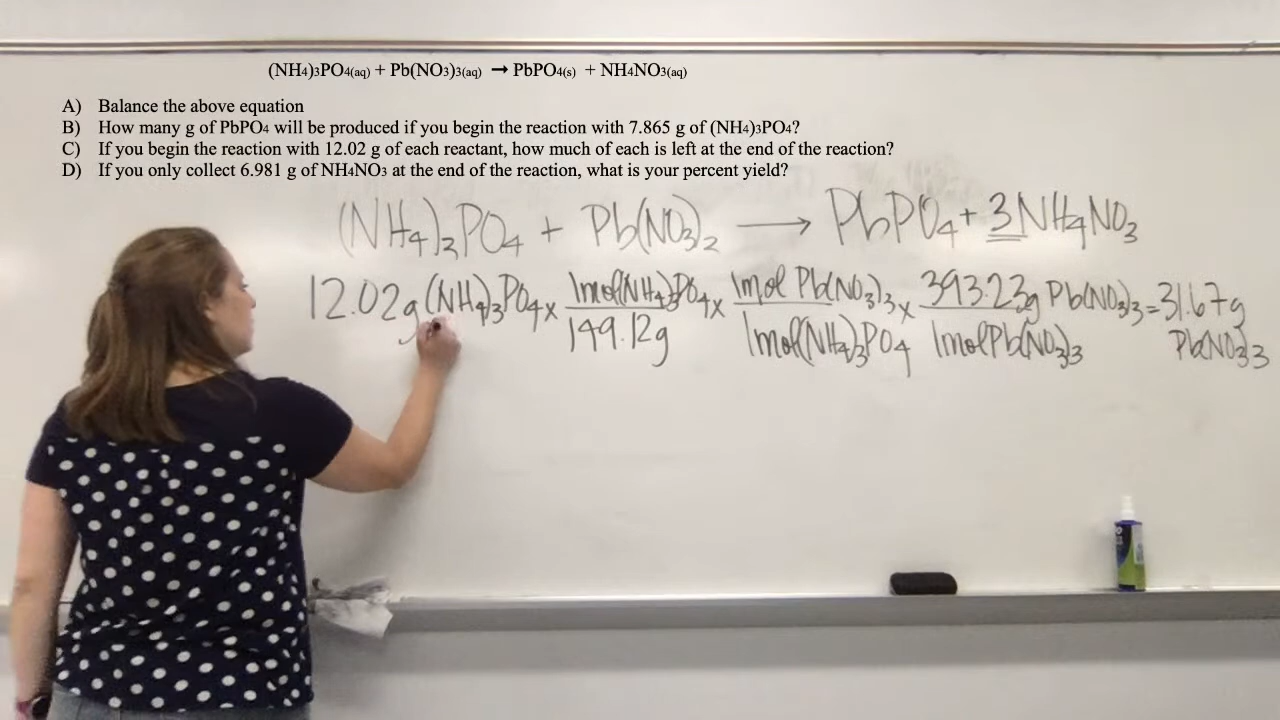 (NH4)3PO4(aq) + Pb(NO3)3(aq) → PbPO4(s) + NH4NO3(aq)
A) Balance the above equation
B) How many g of PbPO4 will be produced if you begin the reaction with 7.865 g of (NH4)3PO4?
C) If you begin the reaction with 12.02 g of each reactant, how much of each is left at the end of the reaction?
D) If you only collect 6.981 g of NH4NO3 at the end of the reaction, what is your percent yield?
(NH4)3PO4 + Pb(NO3)2 → PbPO4 + 3NH4NO3
12.02g (NH4)3PO4 x 1mol(NH4)3PO4 x 1mol Pb(NO3)3 x 393.23g Pb(NO3)3 = 31.67g
149.12g 1mol(NH4)3PO4 1molPb(NO3)3 Pb(NO3)3